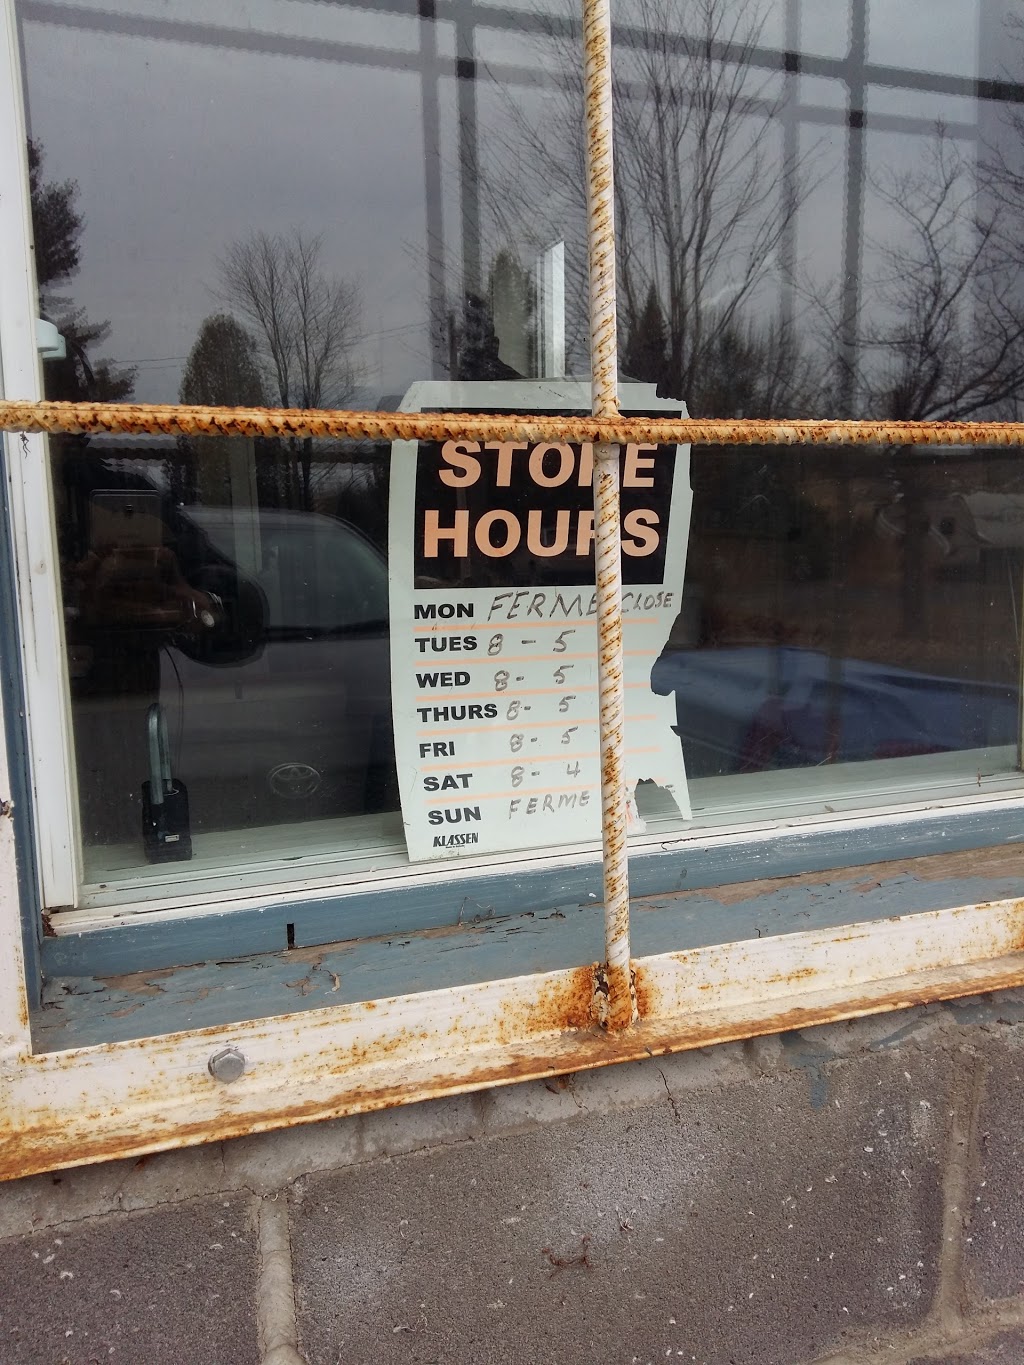 STORE
HOURS
MON FERME CLOSE
TUES 8 - 5
WED 8 - 5
THURS 8 - 5
FRI 8 - 5
SAT 8 - 4
SUN FERME
KLASSEN